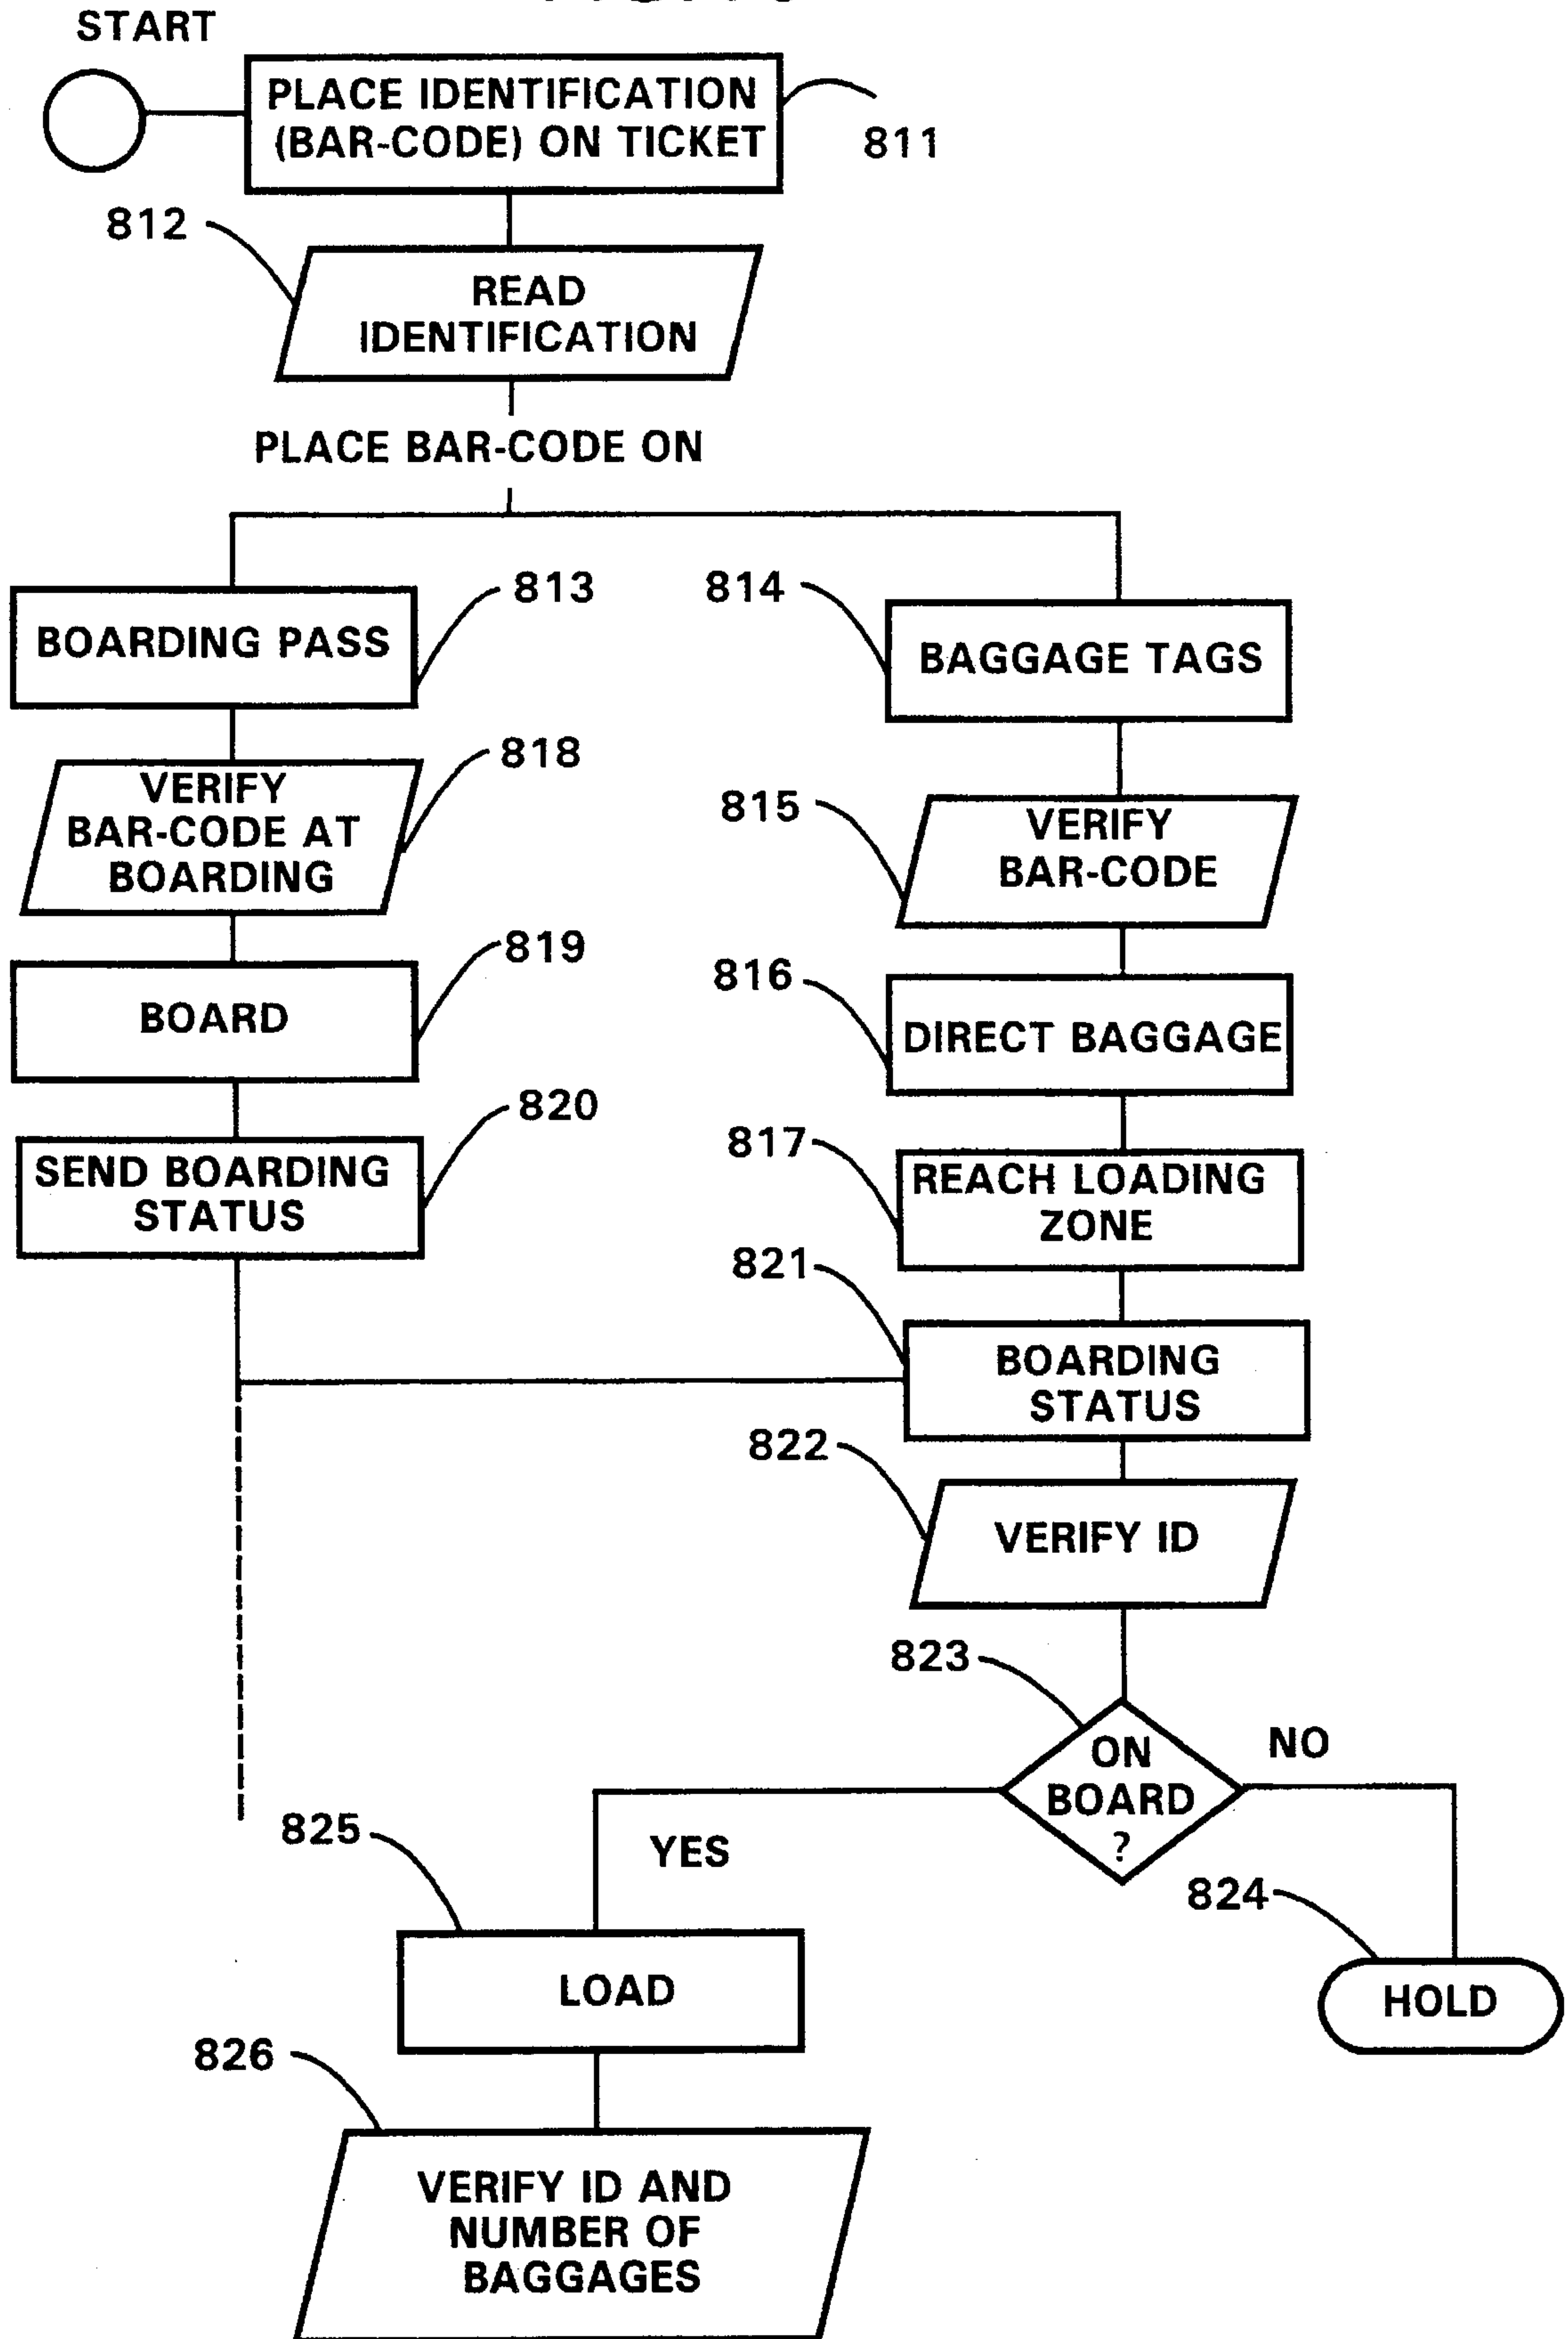 START
PLACE IDENTIFICATION
(BAR-CODE) ON TICKET
811
812
READ
IDENTIFICATION
PLACE BAR-CODE ON
813
BOARDING PASS
814
BAGGAGE TAGS
818
VERIFY
BAR-CODE AT
BOARDING
815
VERIFY
BAR-CODE
819
BOARD
816
DIRECT BAGGAGE
820
SEND BOARDING
STATUS
817
REACH LOADING
ZONE
821
BOARDING
STATUS
822
VERIFY ID
823
ON
BOARD
?
NO
YES
824
HOLD
825
LOAD
826
VERIFY ID AND
NUMBER OF
BAGGAGES